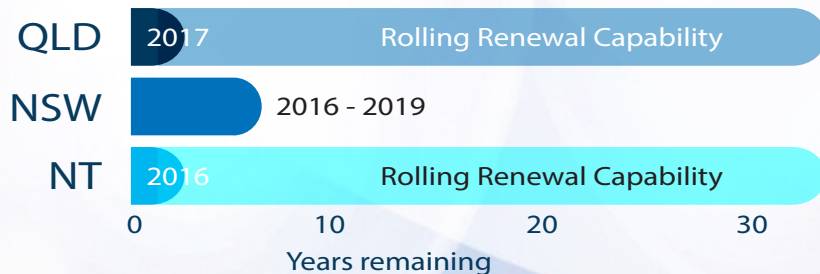 QLD 2017 Rolling Renewal Capability
NSW 2016 - 2019
NT 2016 Rolling Renewal Capability
0 10 20 30
Years remaining